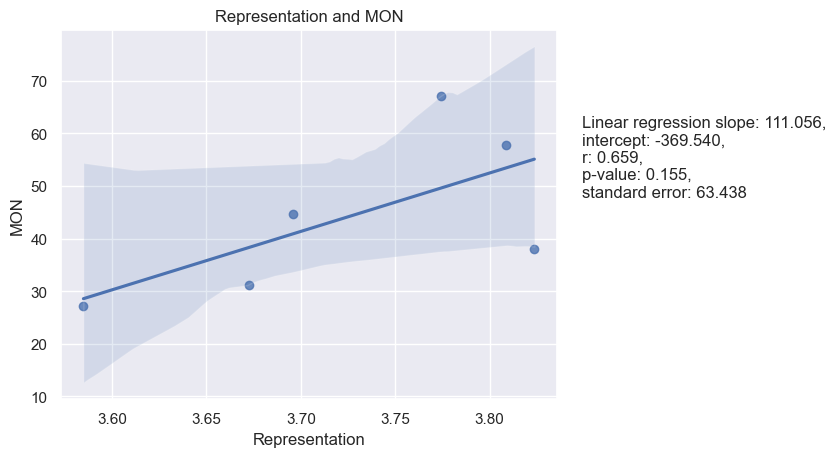 Representation and MON
70
60
50
40
30
20
10
MON
3.60 3.65 3.70 3.75 3.80
Representation
Linear regression slope: 111.056,
intercept: -369.540,
r: 0.659,
p-value: 0.155,
standard error: 63.438